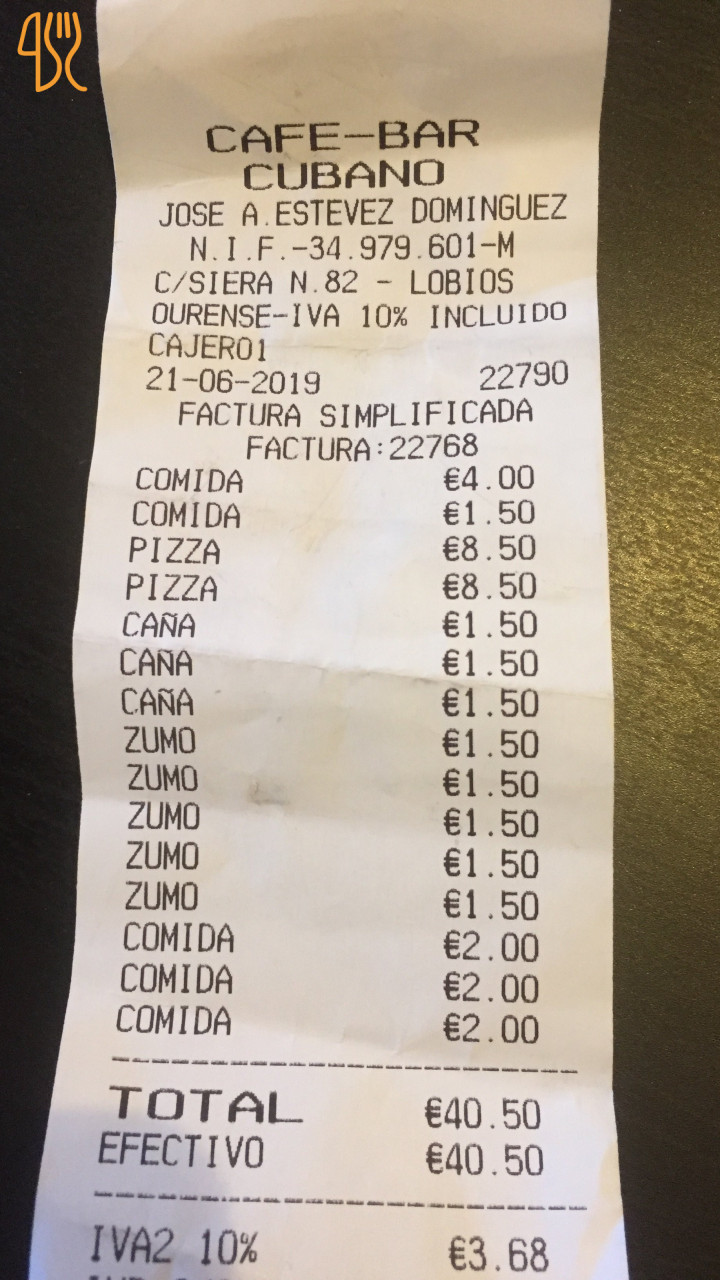 CAFE-BAR
CUBANO
JOSE A.ESTEVEZ DOMINGUEZ
N.I.F.-34.979.601-M
C/SIERA N.82 - LOBIOS
OURENSE-IVA 10% INCLUIDO
CAJERO1
21-06-2019 22790
FACTURA SIMPLIFICADA
FACTURA:22768
COMIDA €4.00
COMIDA €1.50
PIZZA €8.50
PIZZA €8.50
CAÑA €1.50
CAÑA €1.50
CAÑA €1.50
ZUMO €1.50
ZUMO €1.50
ZUMO €1.50
ZUMO €1.50
ZUMO €1.50
COMIDA €2.00
COMIDA €2.00
COMIDA €2.00
TOTAL €40.50
EFECTIVO €40.50
IVA2 10% €3.68